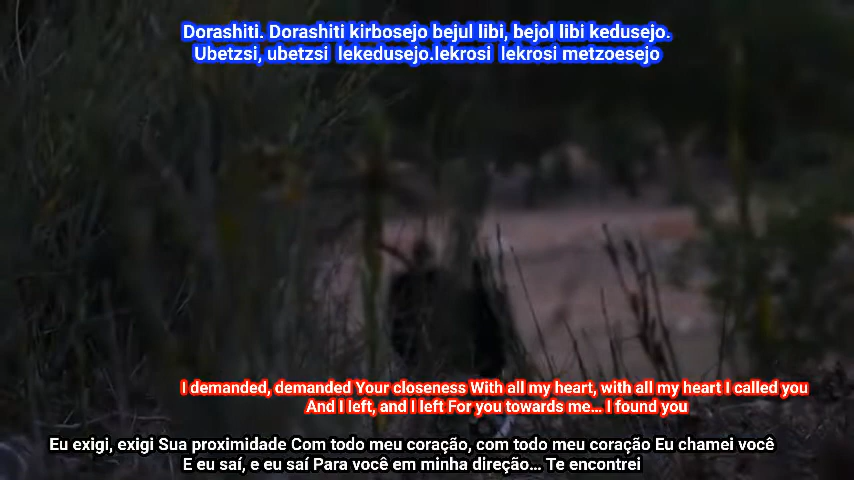 Dorashiti. Dorashiti kirbosejo bejul libi, bejol libi kedusejo.
Ubetzsi, ubetzsi lekedusejo.lekrosi lekrosi metzoesejo
I demanded, demanded Your closeness With all my heart, with all my heart I called you
And I left, and I left For you towards me... I found you
Eu exigi, exigi Sua proximidade Com todo meu coração, com todo meu coração Eu chamei você
E eu saí, e eu saí Para você em minha direção... Te encontrei